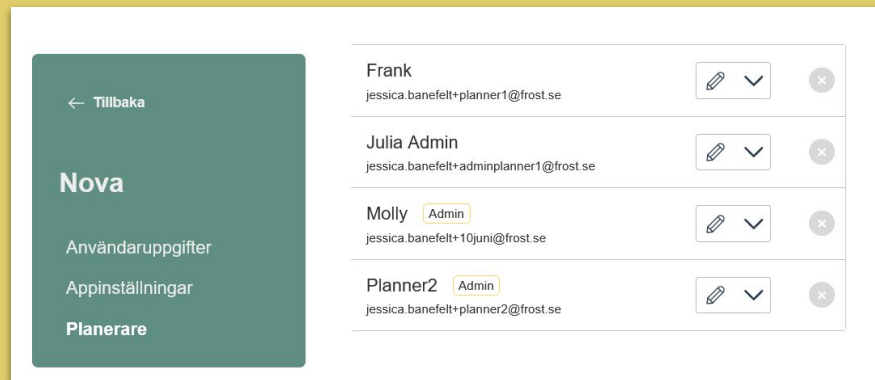 Tillbaka
Nova
Användaruppgifter
Appinställningar
Planerare
Frank
jessica.banefelt+planner1@frost.se
Julia Admin
jessica.banefelt+adminplanner1@frost.se
Molly Admin
jessica.banefelt+10juni@frost.se
Planner2 Admin
jessica.banefelt+planner2@frost.se